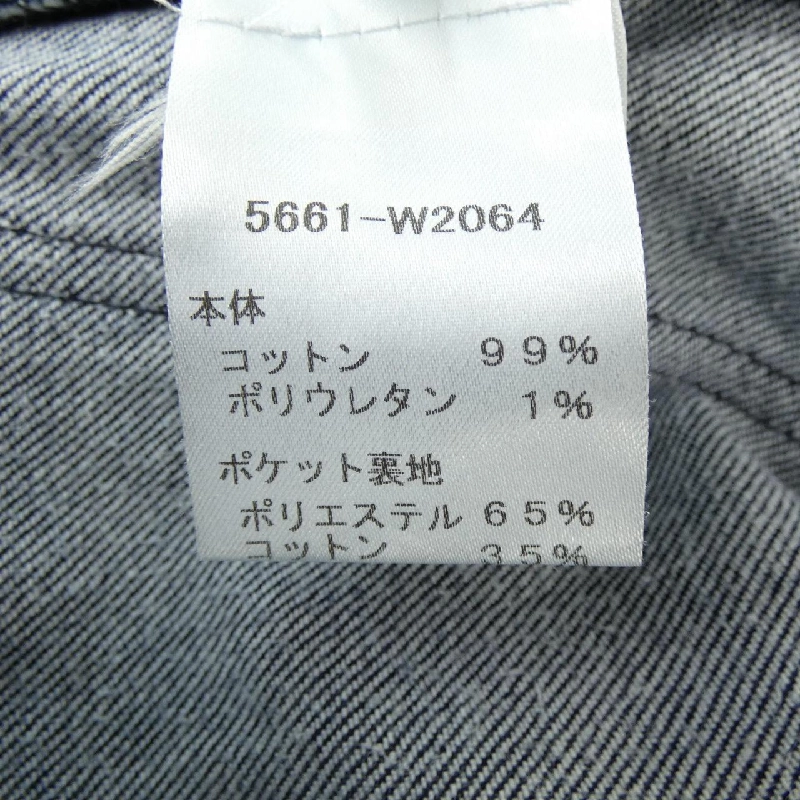 5661-W2064
本体
コットン 99%
ポリウレタン 1%
ポケット裏地
ポリエステル 65%
コットン 35%